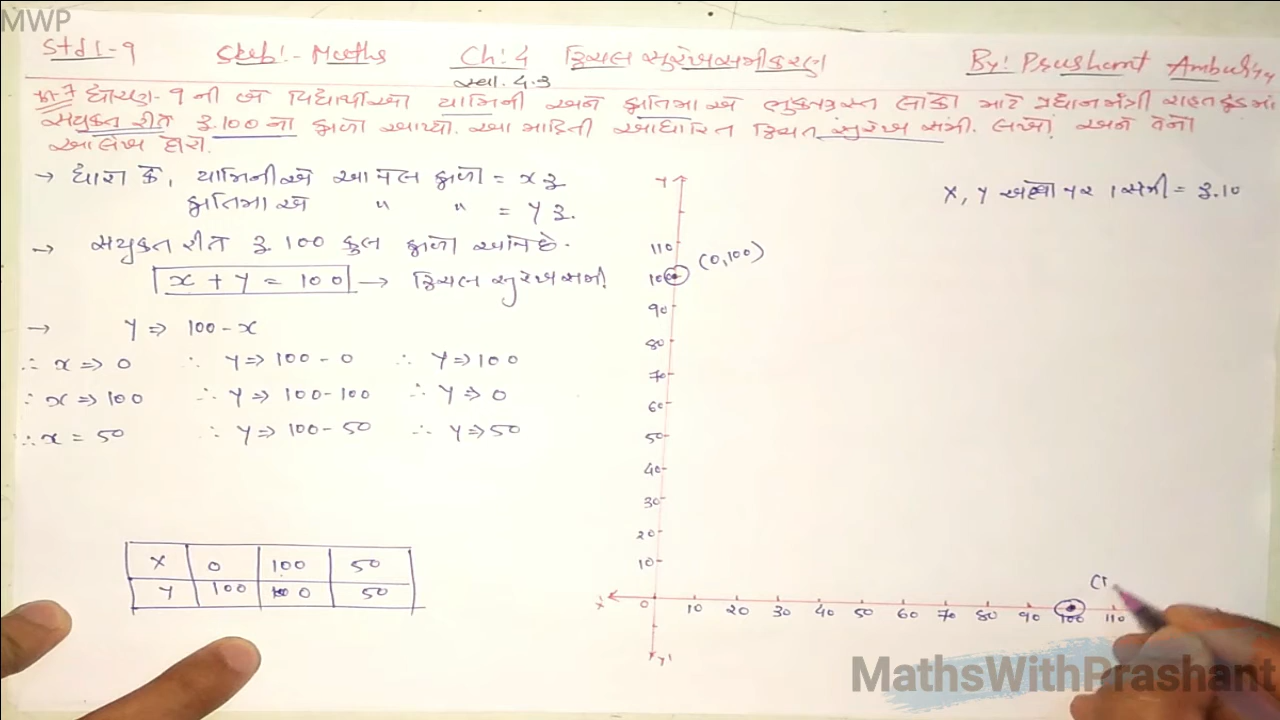 MWP
Std :- 9 Sub :- Maths Ch : 4 દ્વિચલ સુરેખ સમીકરણ By : Prashant
સ્વા. 4.3
ધોરણ - 9 ની બે વિદ્યાર્થીઓ યામિની અને ફાતિમાએ ભુકંપગ્રસ્ત લોકો માટે પ્રધાનમંત્રી રાહત ફંડમાં
સંયુક્ત રીતે રૂ.100 નો ફાળો આપ્યો. આ માહિતી આધારિત દ્વિચલ સુરેખ સમી. લખો અને તેનો
આલેખ દોરો.
→ ધારો કે, યામિનીએ આપેલ ફાળો = x રૂ
ફાતિમાએ " " = y રૂ.
→ સંયુક્ત રીતે રૂ. 100 કુલ ફાળો આપે છે.
x + y = 100 → દ્વિચલ સુરેખ સમી.
→ y => 100 - x
∴ x => 0 ∴ y => 100 - 0 ∴ y => 100
∴ x => 100 ∴ y => 100 - 100 ∴ y => 0
∴ x = 50 ∴ y => 100 - 50 ∴ y => 50
X 0 100 50
Y 100 0 50
X, Y અક્ષો પર 1 સેમી = રૂ.10
Y
110
100 (0,100)
90
80
70
60
50
40
30
20
10
X' 0 10 20 30 40 50 60 70 80 90 100 110
Y'
(1
MathsWithPrashant